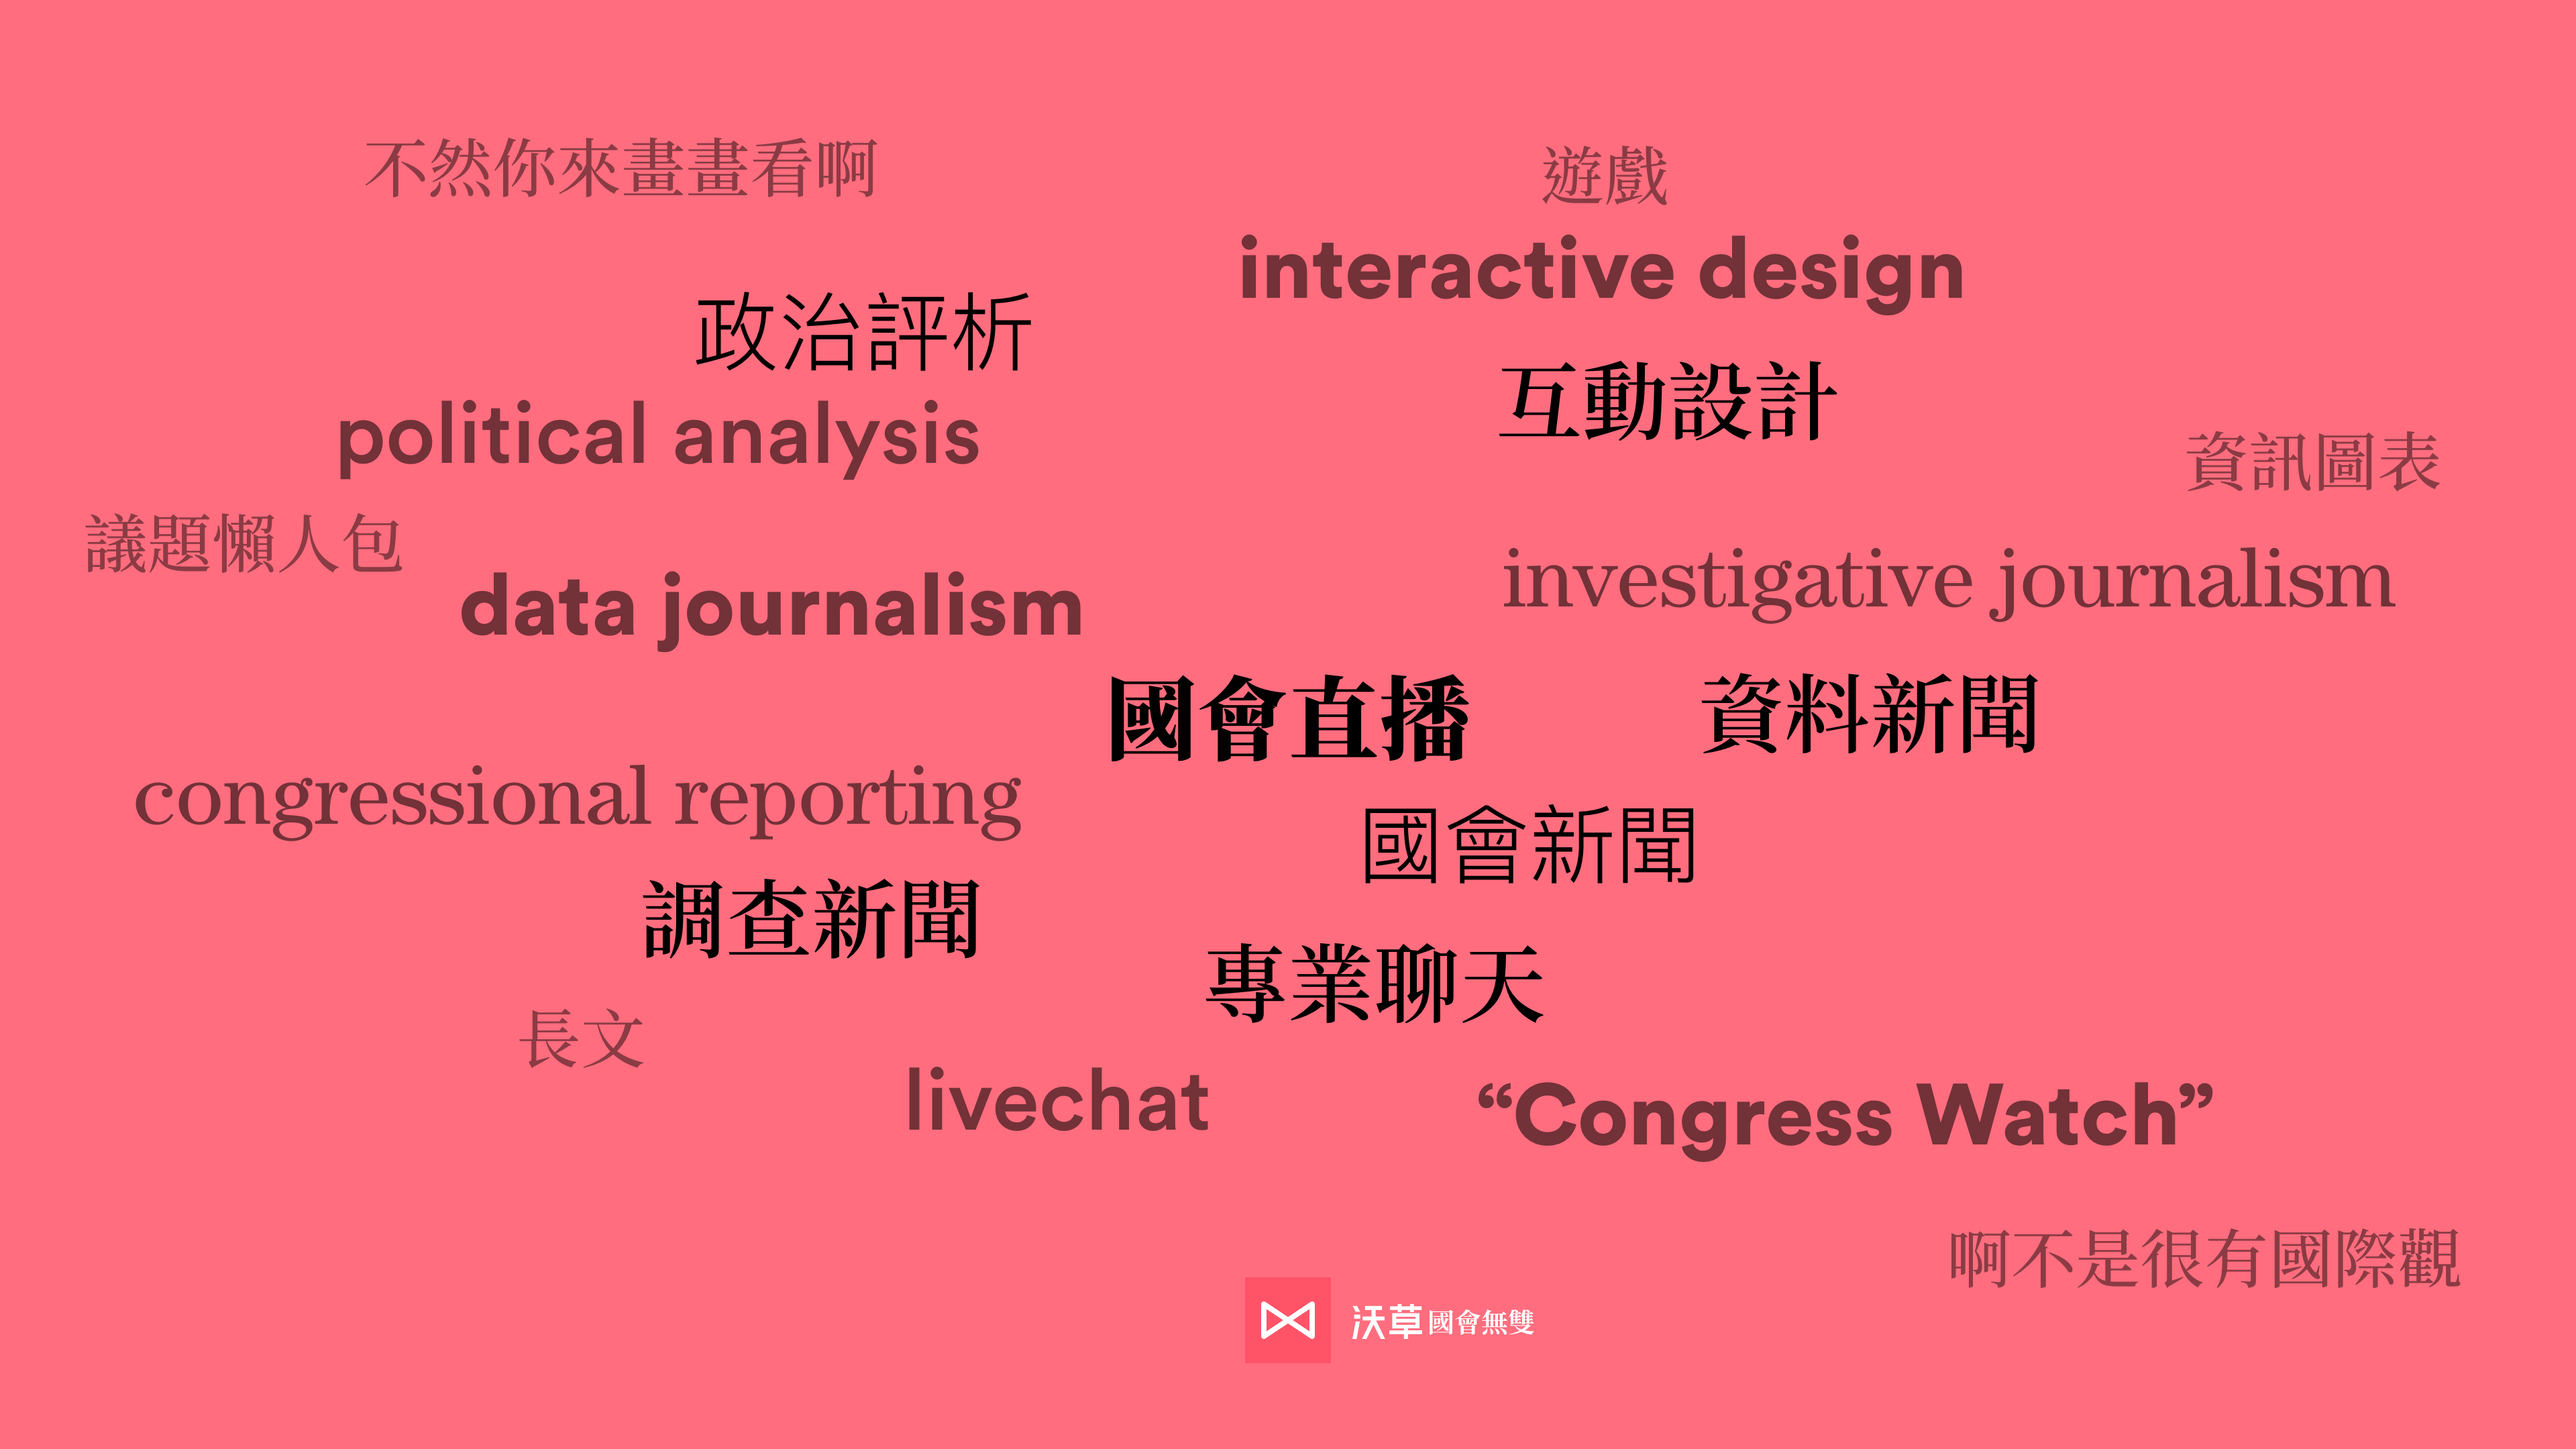 不然你來畫畫看啊
遊戲
interactive design
政治評析
互動設計
political analysis
資訊圖表
議題懶人包
investigative journalism
data journalism
國會直播
資料新聞
congressional reporting
國會新聞
調查新聞
專業聊天
長文
livechat
“Congress Watch”
啊不是很有國際觀
沃草國會無雙